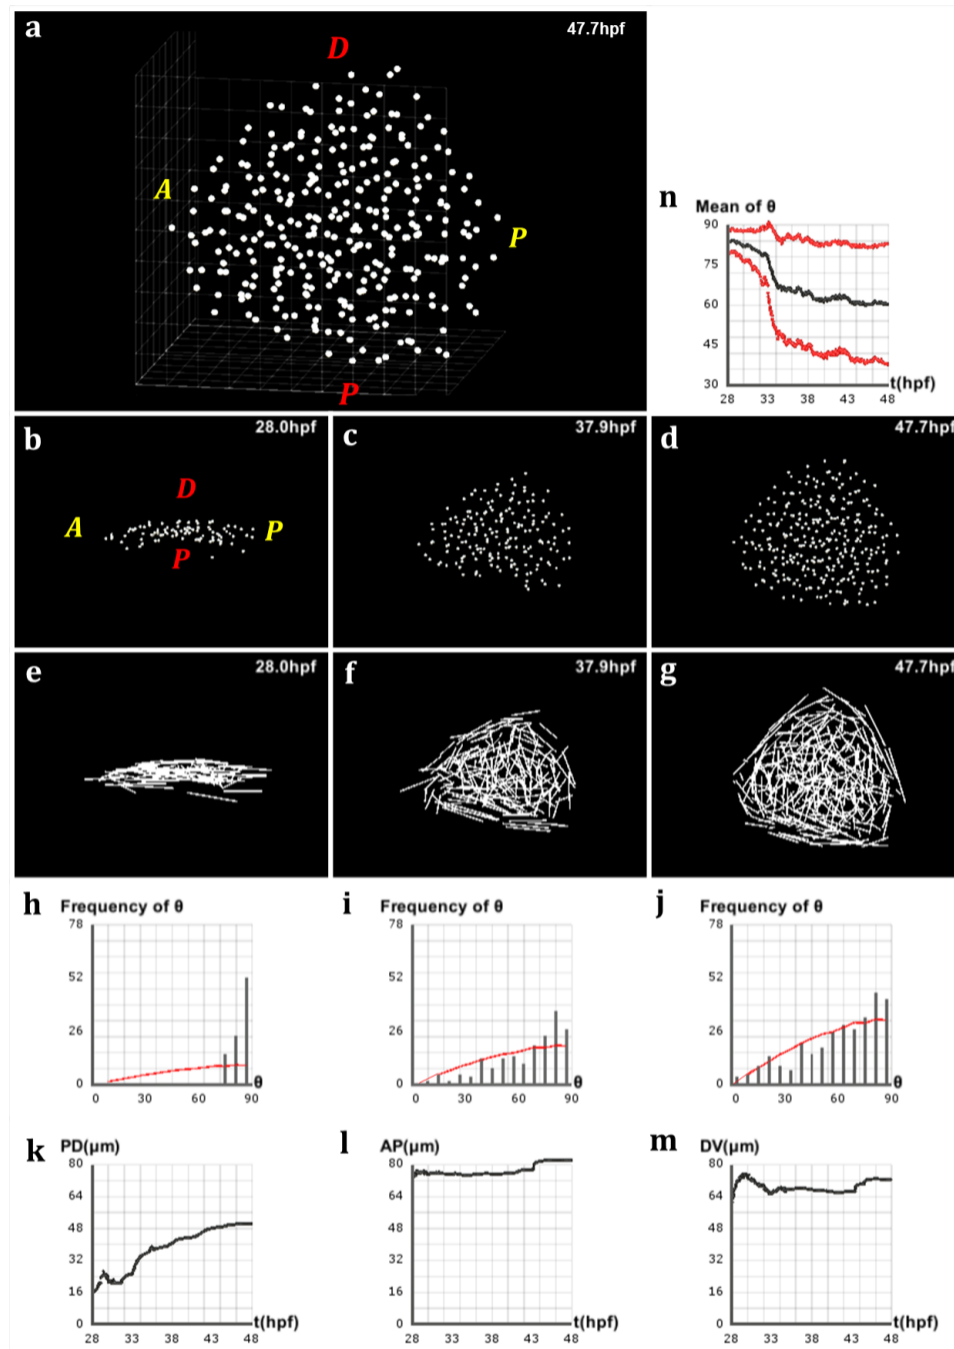 a
47.7hpf
D
A
P
P
n
Mean of θ
90
75
60
45
30
t(hpf)
28 33 38 43 48
b
28.0hpf
D
A
P
P
c
37.9hpf
d
47.7hpf
e
28.0hpf
f
37.9hpf
g
47.7hpf
h
Frequency of θ
78
52
26
0
θ
0 30 60 90
i
Frequency of θ
78
52
26
0
θ
0 30 60 90
j
Frequency of θ
78
52
26
0
θ
0 30 60 90
k
PD(μm)
80
64
48
32
16
0
t(hpf)
28 33 38 43 48
l
AP(μm)
80
64
48
32
16
0
t(hpf)
28 33 38 43 48
m
DV(μm)
80
64
48
32
16
0
t(hpf)
28 33 38 43 48